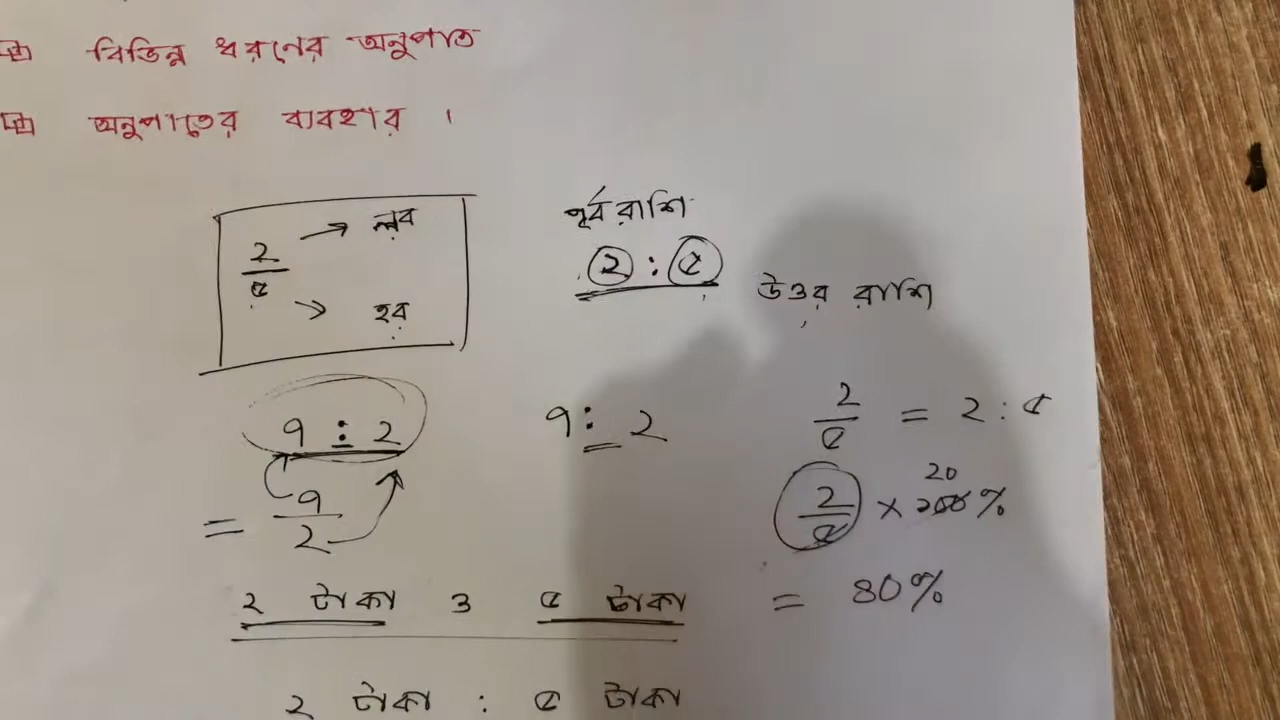 বিভিন্ন ধরনের অনুপাত
অনুপাতের ব্যবহার ।
২/৫ → লব → হর
পূর্ব রাশি
২ : ৫
উত্তর রাশি
৭ : ২
= ৭/২
৭ : ২
২/৫ = ২ : ৫
২/৫ × ১০০% ২০
= ৪০%
২ টাকা ও ৫ টাকা
২ টাকা : ৫ টাকা